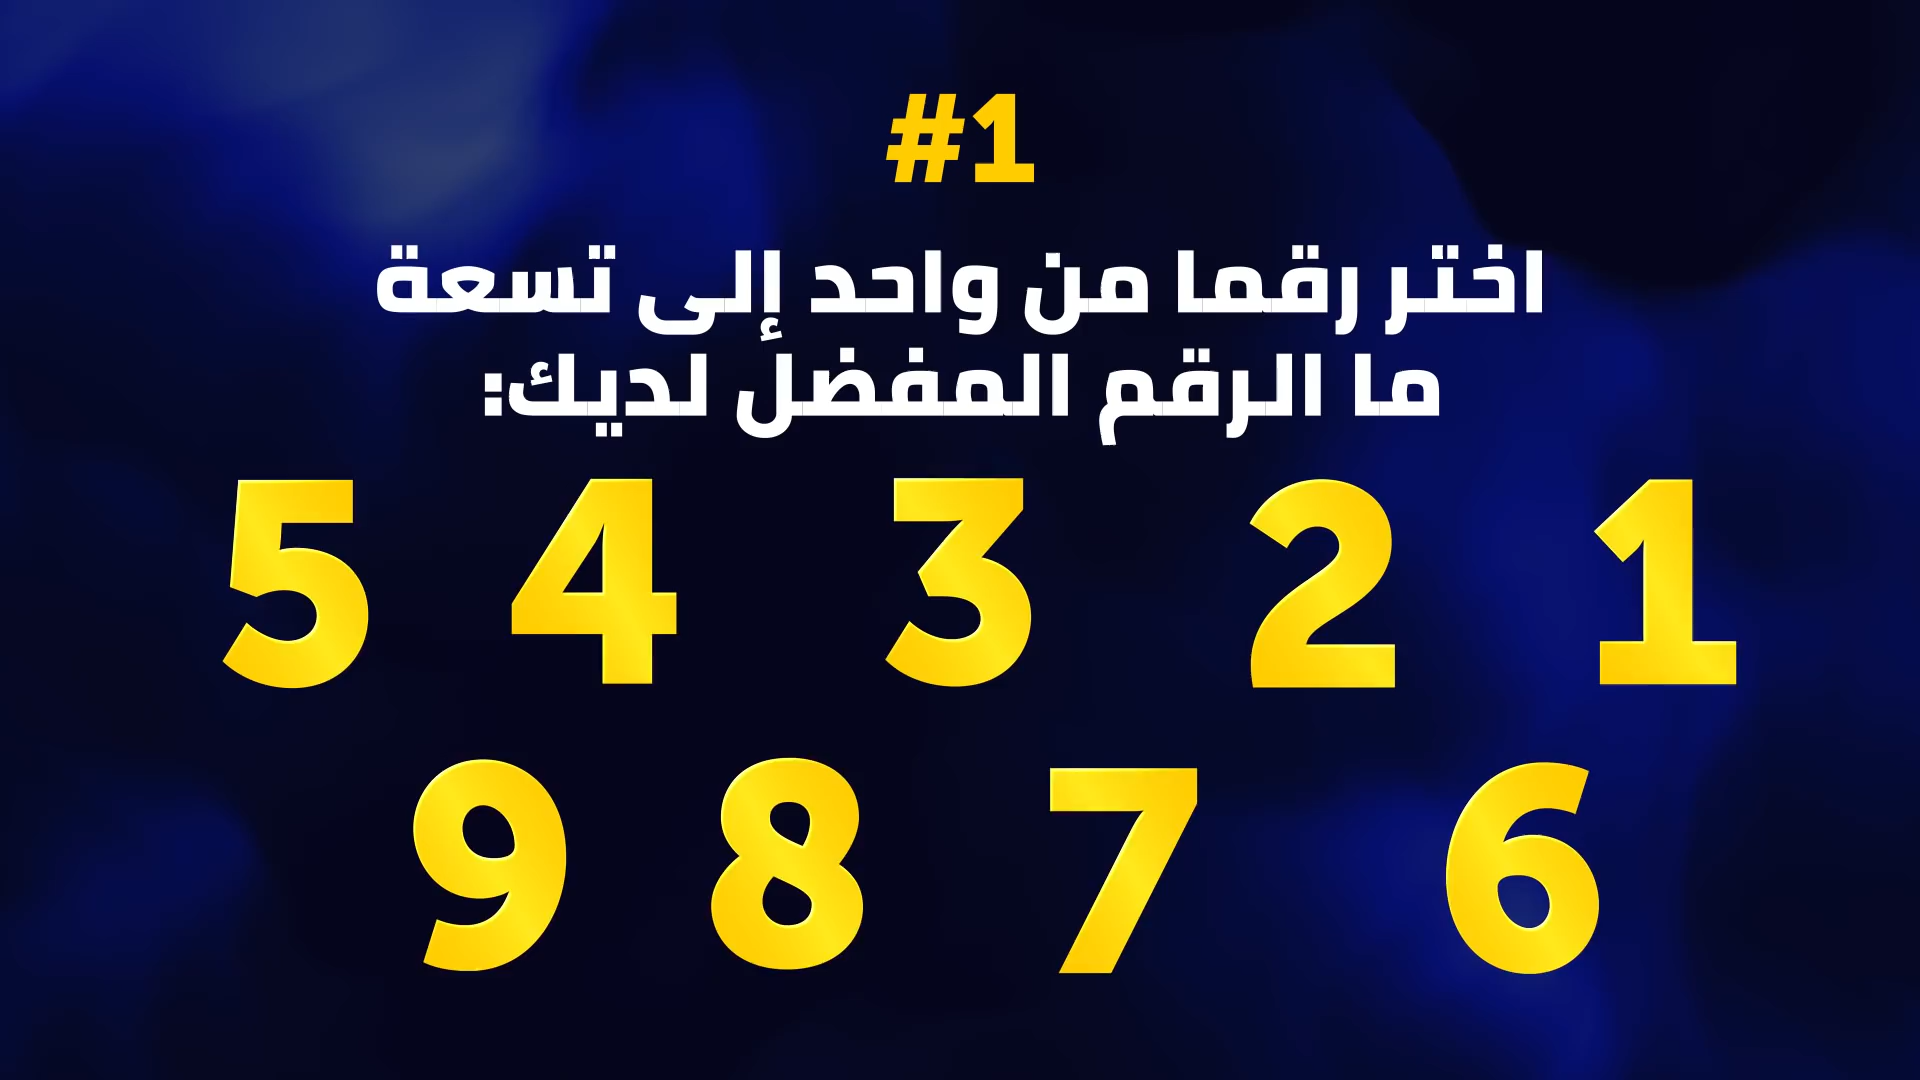 #1
اختر رقما من واحد إلى تسعة
ما الرقم المفضل لديك:
1 2 3 4 5
6 7 8 9